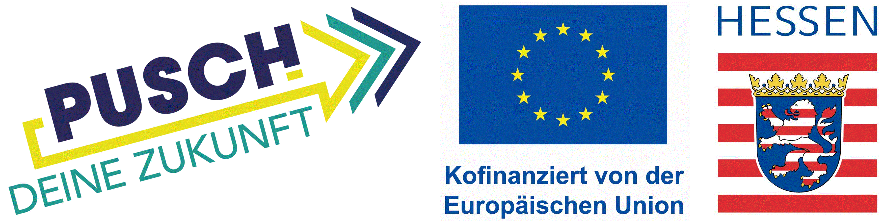 PUSCH
DEINE ZUKUNFT
Kofinanziert von der
Europäischen Union
HESSEN